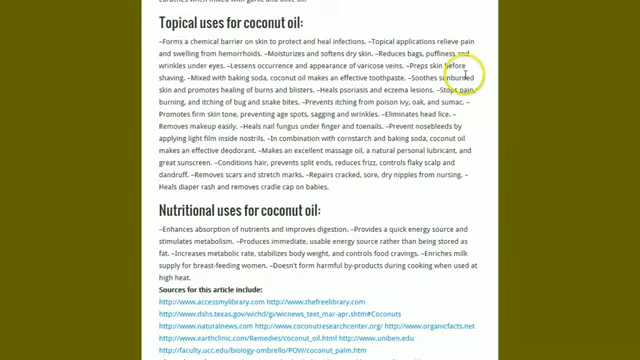 earaches when mixed with garlic and olive oil.
Topical uses for coconut oil:
–Forms a chemical barrier on skin to protect and heal infections. –Topical applications relieve pain
and swelling from hemorrhoids. –Moisturizes and softens dry skin. –Reduces bags, puffiness and
wrinkles under eyes. –Lessens occurrence and appearance of varicose veins. –Preps skin before
shaving. –Mixed with baking soda, coconut oil makes an effective toothpaste. –Soothes sunburned
skin and promotes healing of burns and blisters. –Heals psoriasis and eczema lesions. –Stops pain,
burning, and itching of bug and snake bites. –Prevents itching from poison ivy, oak, and sumac. –
Promotes firm skin tone, preventing age spots, sagging and wrinkles. –Eliminates head lice. –
Removes makeup easily. –Heals nail fungus under finger and toenails. –Prevent nosebleeds by
applying light film inside nostrils. –In combination with cornstarch and baking soda, coconut oil
makes an effective deodorant. –Makes an excellent massage oil, a natural personal lubricant, and
great sunscreen. –Conditions hair, prevents split ends, reduces frizz, controls flaky scalp and
dandruff. –Removes scars and stretch marks. –Repairs cracked, sore, dry nipples from nursing. –
Heals diaper rash and removes cradle cap on babies.
Nutritional uses for coconut oil:
–Enhances absorption of nutrients and improves digestion. –Provides a quick energy source and
stimulates metabolism. –Produces immediate, usable energy source rather than being stored as
fat. –Increases metabolic rate, stabilizes body weight, and controls food cravings. –Enriches milk
supply for breast-feeding women. –Doesn't form harmful by-products during cooking when used at
high heat.
Sources for this article include:
http://www.accessmylibrary.com http://www.thefreelibrary.com
http://www.dshs.texas.gov/wichd/gi/wicnews_text_mar-apr.shtm#Coconuts
http://www.naturalnews.com http://www.coconutresearchcenter.org/ http://www.organicfacts.net
http://www.earthclinic.com/Remedies/coconut_oil.html http://www.uniben.edu
http://faculty.ucc.edu/biology-ombrello/POW/coconut_palm.htm